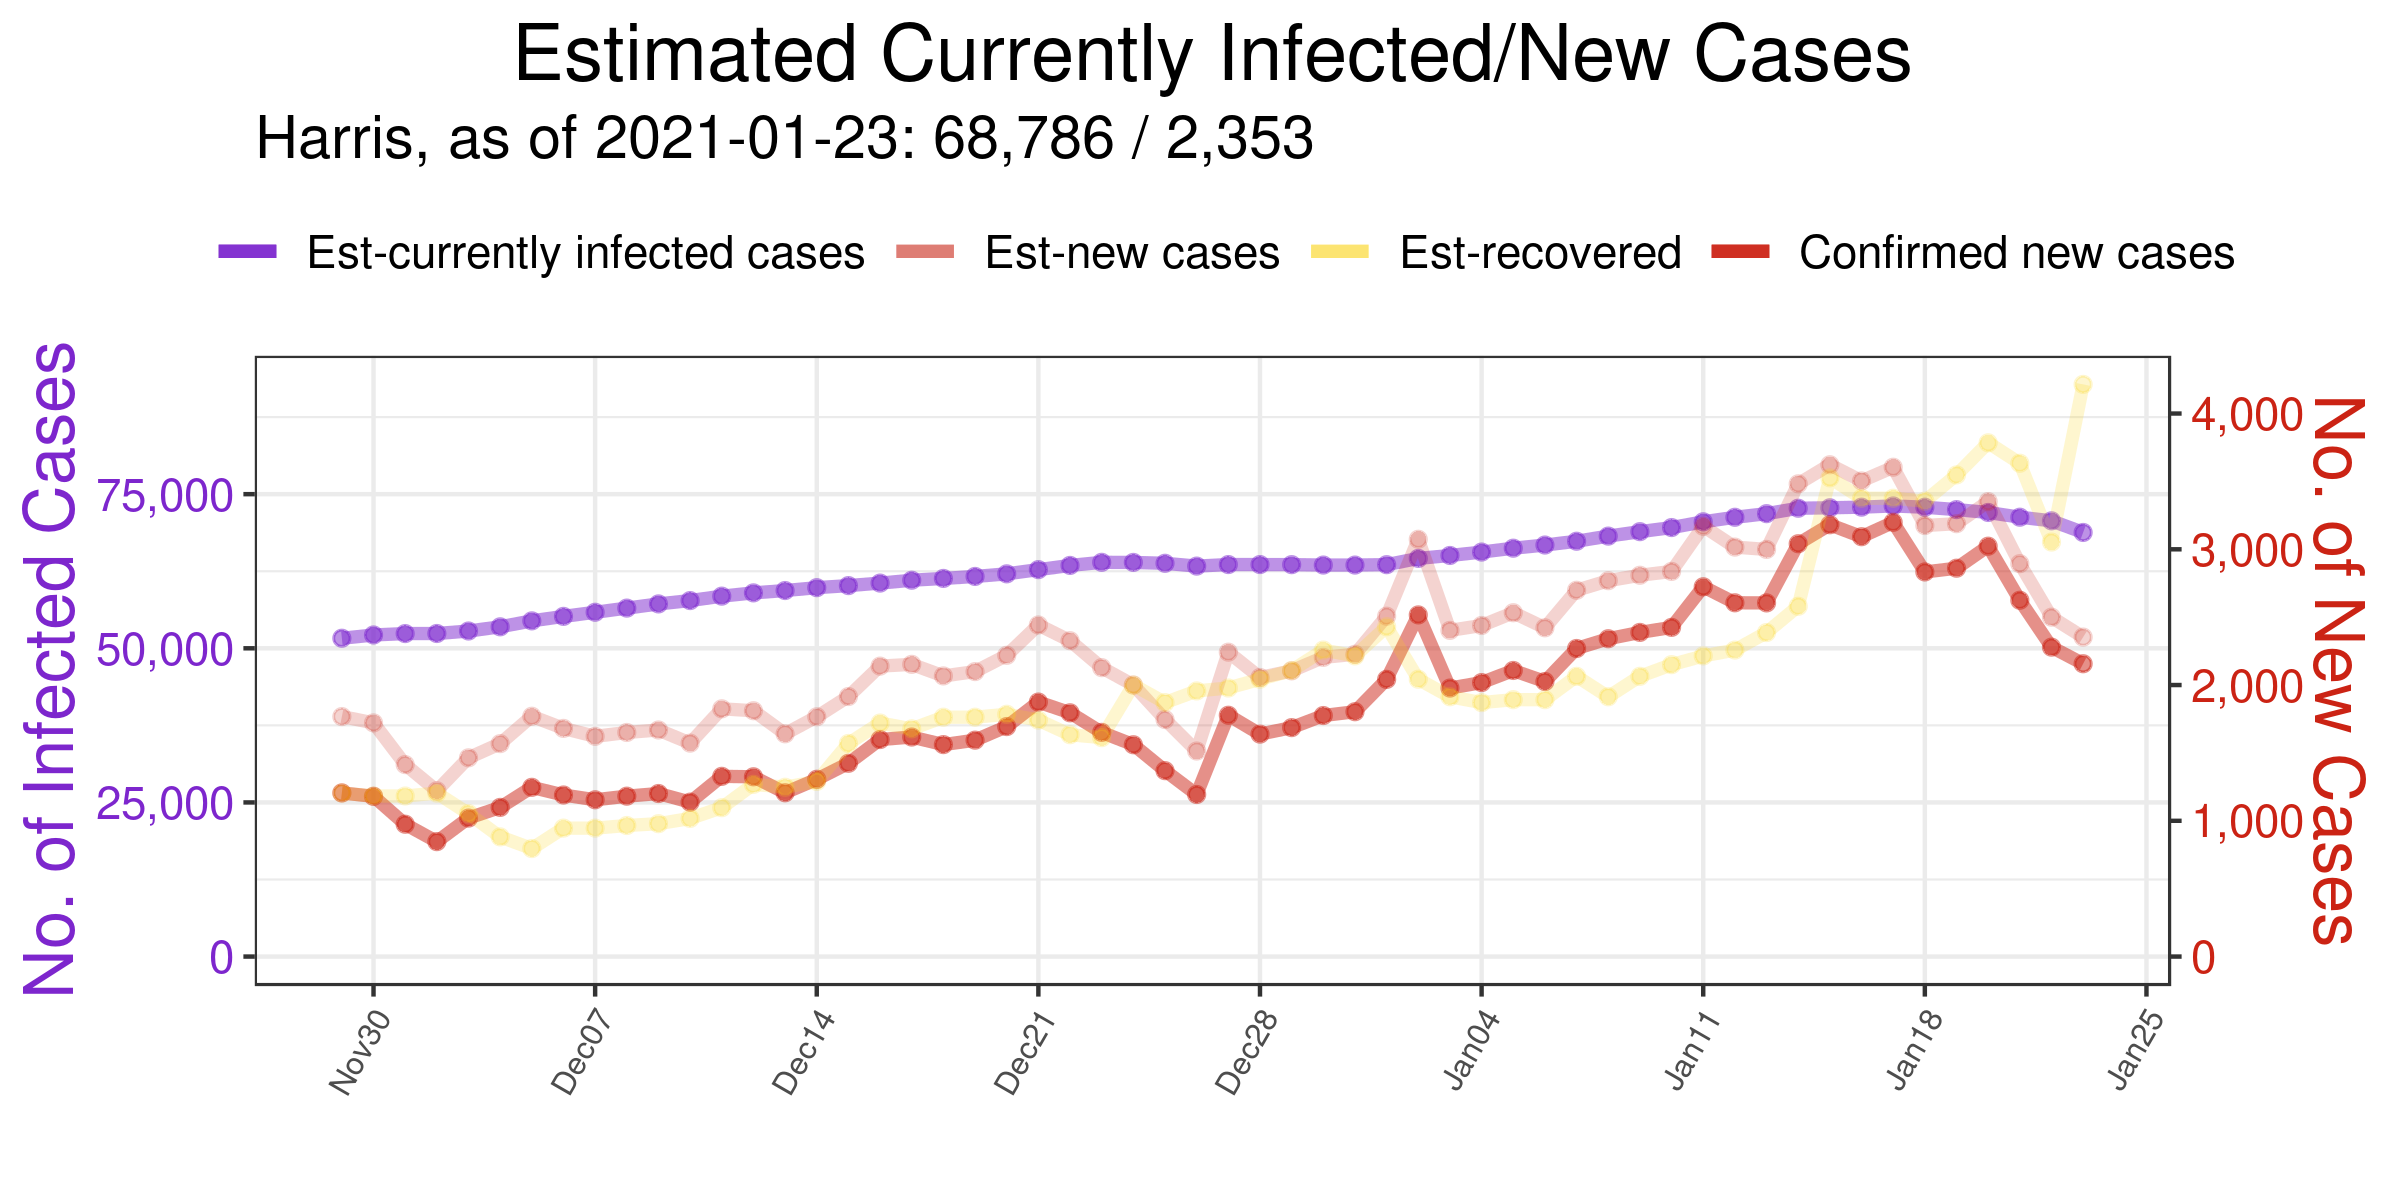 Estimated Currently Infected/New Cases
Harris, as of 2021-01-23: 68,786 / 2,353
Est-currently infected cases Est-new cases Est-recovered Confirmed new cases
No. of Infected Cases
75,000
50,000
25,000
0
4,000
3,000
2,000
1,000
0
No. of New Cases
Nov30 Dec07 Dec14 Dec21 Dec28 Jan04 Jan11 Jan18 Jan25